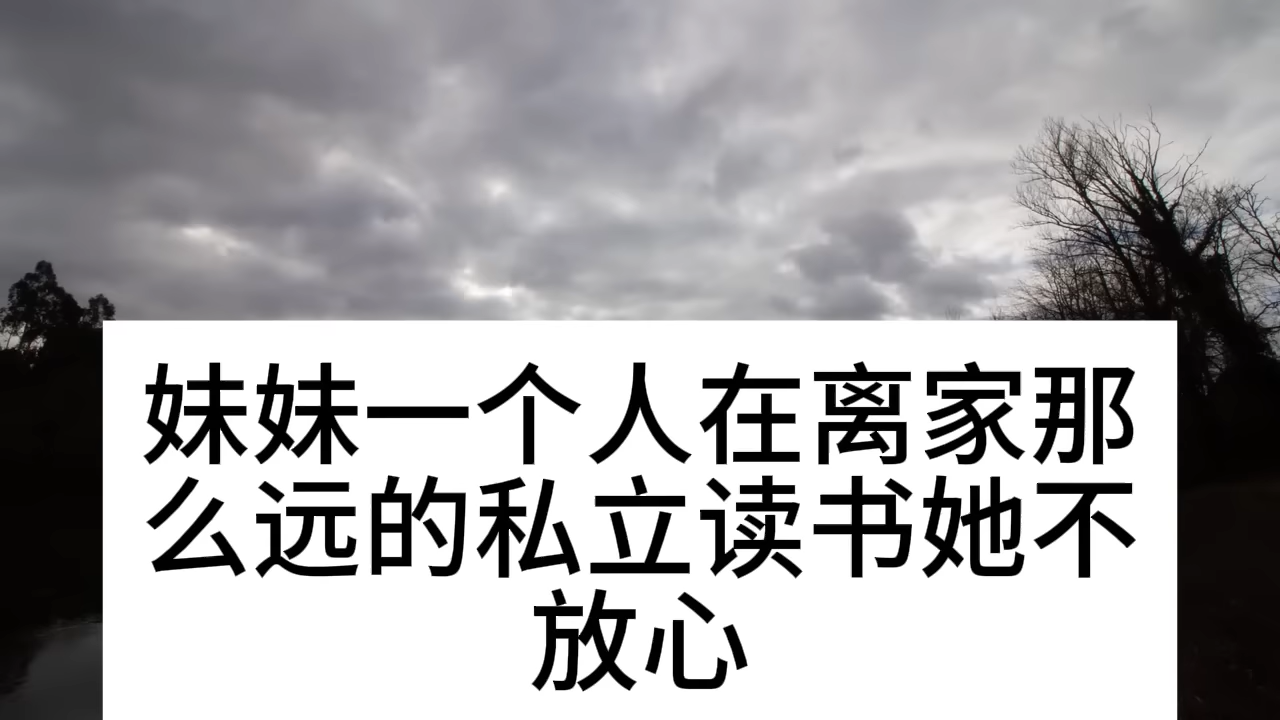 妹妹一个人在离家那
么远的私立读书她不
放心